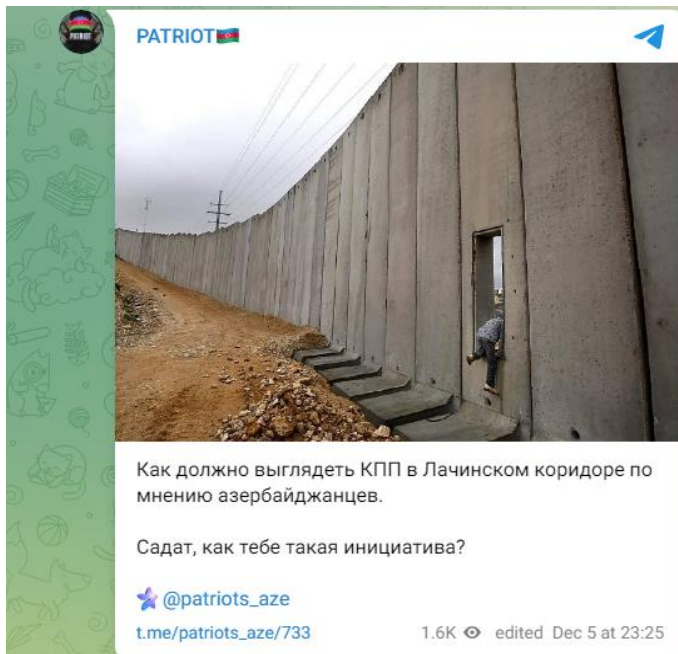 PATRIOT🇦🇿
Как должно выглядеть КПП в Лачинском коридоре по
мнению азербайджанцев.
Садат, как тебе такая инициатива?
@patriots_aze
t.me/patriots_aze/733 1.6K edited Dec 5 at 23:25